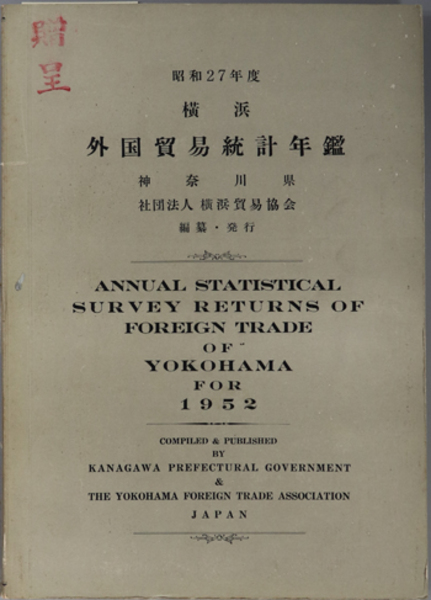 贈呈
昭和27年度
横浜
外国貿易統計年鑑
神奈川県
社団法人 横浜貿易協会
編纂・発行
ANNUAL STATISTICAL
SURVEY RETURNS OF
FOREIGN TRADE
OF
YOKOHAMA
FOR
1952
COMPILED & PUBLISHED
BY
KANAGAWA PREFECTURAL GOVERNMENT
&
THE YOKOHAMA FOREIGN TRADE ASSOCIATION
JAPAN